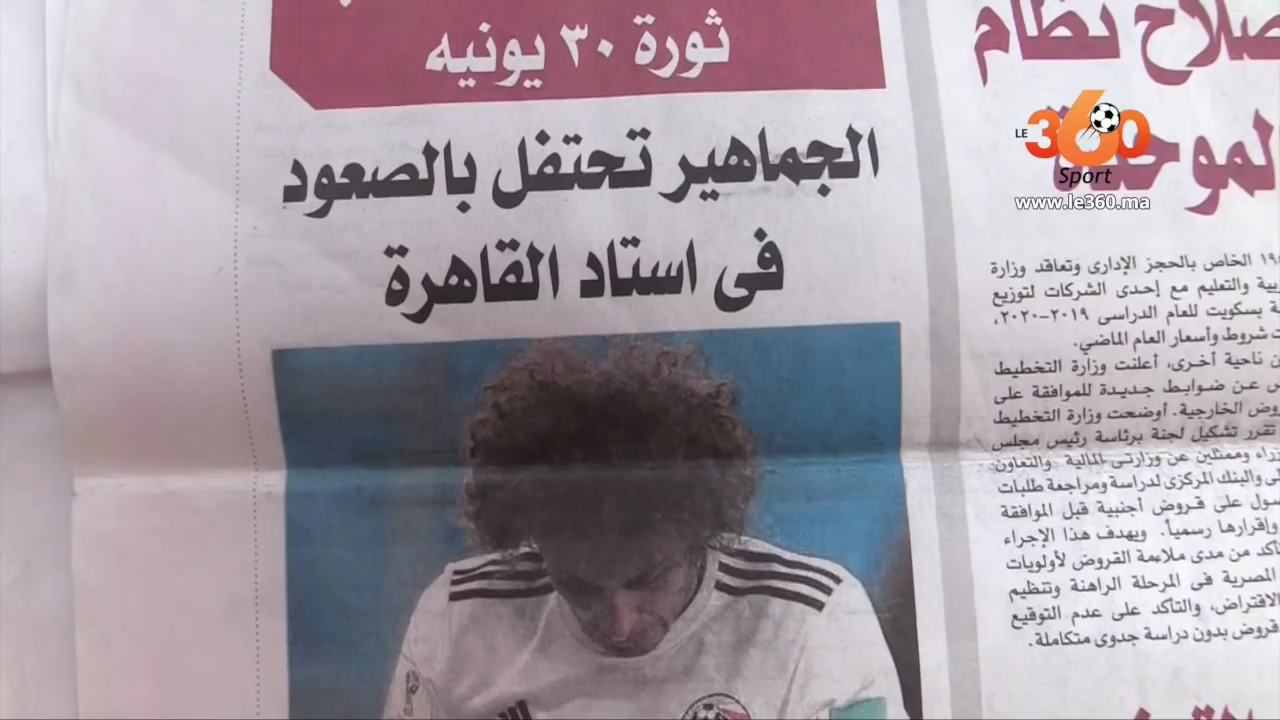 ثورة ٣٠ يونيه
الجماهير تحتفل بالصعود
فى استاد القاهرة
صلاح نظام
LE 360
Sport
www.le360.ma
الخاص بالحجز الإدارى وتعاقد وزارة
والتعليم مع إحدى الشركات لتوزيع
بسكويت للعام الدراسى ٢٠١٩-٢٠٢٠،
شروط وأسعار العام الماضي.
ناحية أخرى، أعلنت وزارة التخطيط
عن ضوابط جديدة للموافقة على
الخارجية. أوضحت وزارة التخطيط
تقرر تشكيل لجنة برئاسة رئيس مجلس
وممثلين عن وزارتى المالية والتعاون
والبنك المركزى لدراسة ومراجعة طلبات
على قروض أجنبية قبل الموافقة
وإقرارها رسمياً. ويهدف هذا الإجراء
من مدى ملاءمة القروض لأولويات
المصرية فى المرحلة الراهنة وتنظيم
الاقتراض، والتأكد على عدم التوقيع
قروض بدون دراسة جدوى متكاملة.